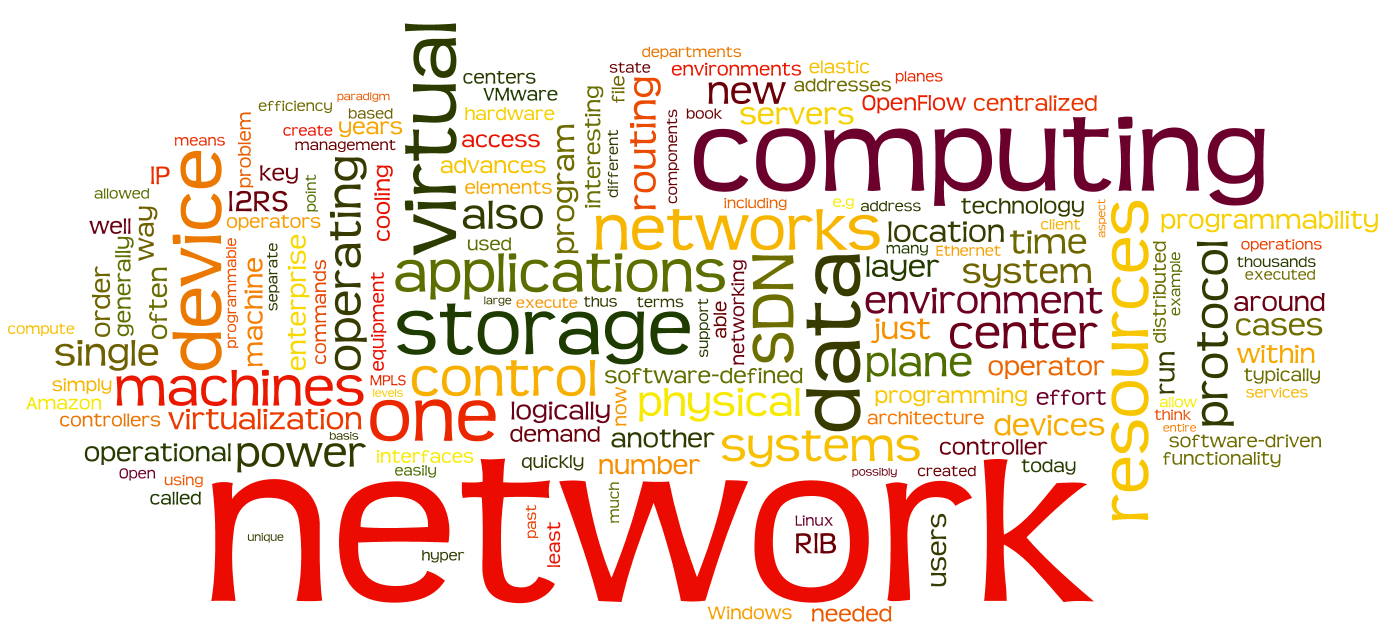 departments
state
environments
elastic
planes
centers
VMware
virtual
new
file
addresses
OpenFlow
centralized
paradigm
efficiency
based
hardware
servers
book
routing
components
computing
create
years
access
interesting
different
means
problem
management
advances
program
IP
key
point
cooling
elements
device
I2RS
operating
also
including
e.g
address
technology
allowed
way
operators
networks
location
client
aspect
programmability
well
generally
order
often
programmable
separate
enterprise
used
many
Ethernet
time
resources
operations
machine
commands
equipment
applications
SDN
data
layer
system
distributed
example
protocol
thousands
executed
large
execute
thus
terms
support
able
networking
environment
around
compute
single
storage
just
center
cases
simply
machines
MPLS
levels
control
software-defined
plane
operator
run
within
typically
Amazon
controllers
virtualization
one
logically
now
physical
programming
effort
allow
services
architecture
devices
think
entire
operational
power
basis
demand
another
systems
controller
software-driven
functionality
Open
using
interfaces
easily
quickly
number
possibly
created
today
called
network
much
past
least
unique
hyper
Linux
RIB
users
Windows
needed